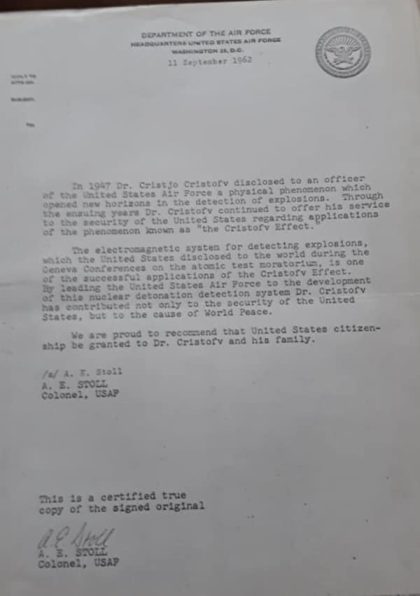 DEPARTMENT OF THE AIR FORCE
HEADQUARTERS UNITED STATES AIR FORCE
WASHINGTON 25, D.C.
11 September 1962
In 1947 Dr. Cristjo Cristofv disclosed to an officer
of the United States Air Force a physical phenomenon which
opened new horizons in the detection of explosions. Through
the ensuing years Dr. Cristofv continued to offer his service
to the security of the United States regarding applications
of the phenomenon known as "the Cristofv Effect."
The electromagnetic system for detecting explosions,
which the United States disclosed to the world during the
Geneva Conferences on the atomic test moratorium, is one
of the successful applications of the Cristofv Effect.
By leading the United States Air Force to the development
of this nuclear detonation detection system Dr. Cristofv
has contributed not only to the security of the United
States, but to the cause of World Peace.
We are proud to recommend that United States citizen-
ship be granted to Dr. Cristofv and his family.
/s/ A. E. Stoll
A. E. STOLL
Colonel, USAF
This is a certified true
copy of the signed original
A E Stoll
A. E. STOLL
Colonel, USAF